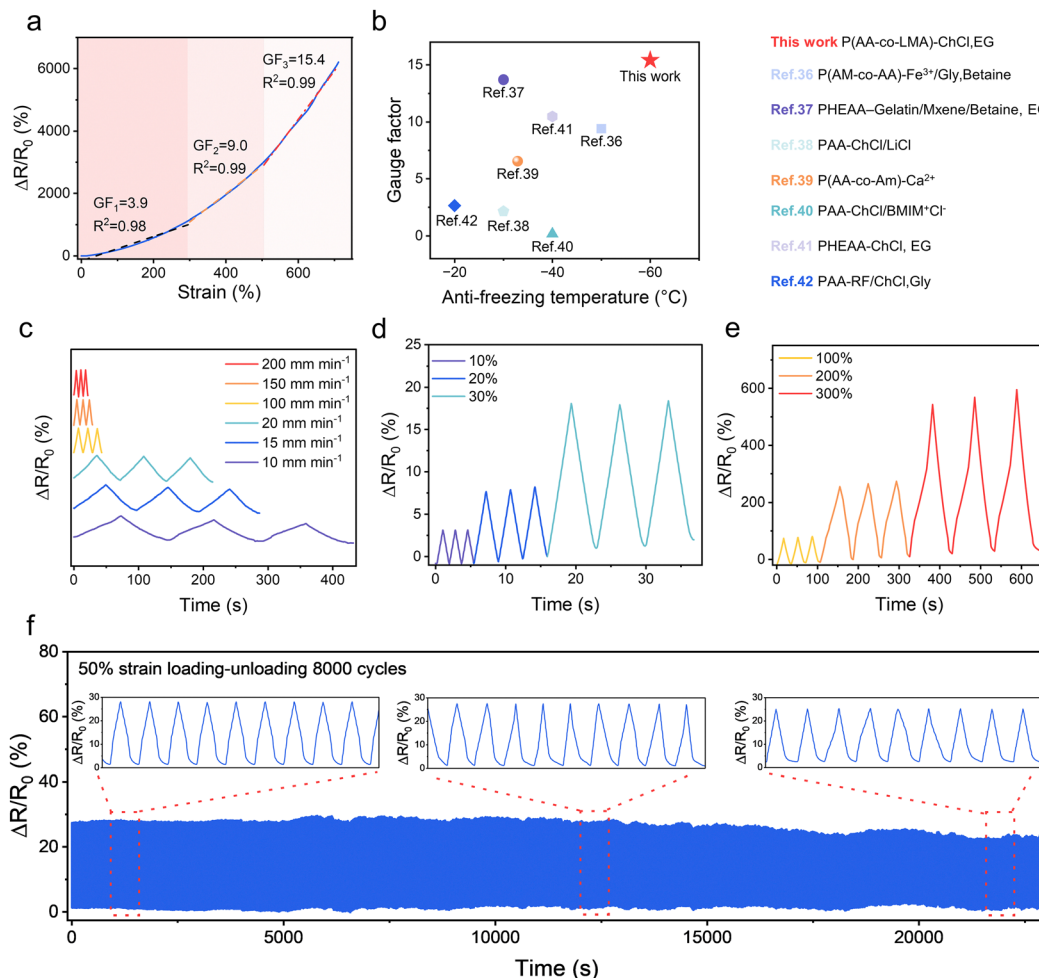 a
ΔR/R₀ (%)
6000
4000
2000
0
GF₃=15.4
R²=0.99
GF₂=9.0
R²=0.99
GF₁=3.9
R²=0.98
0 200 400 600
Strain (%)
b
Gauge factor
15
10
5
0
This work
Ref.37
Ref.41
Ref.36
Ref.39
Ref.42
Ref.38
Ref.40
−20 −30 −40 −50 −60
Anti-freezing temperature (°C)
This work P(AA-co-LMA)-ChCl,EG
Ref.36 P(AM-co-AA)-Fe³⁺/Gly,Betaine
Ref.37 PHEAA–Gelatin/Mxene/Betaine,
Ref.38 PAA-ChCl/LiCl
Ref.39 P(AA-co-Am)-Ca²⁺
Ref.40 PAA-ChCl/BMIM⁺Cl⁻
Ref.41 PHEAA-ChCl, EG
Ref.42 PAA-RF/ChCl,Gly
c
ΔR/R₀ (%)
200 mm min⁻¹
150 mm min⁻¹
100 mm min⁻¹
20 mm min⁻¹
15 mm min⁻¹
10 mm min⁻¹
0 100 200 300 400
Time (s)
d
ΔR/R₀ (%)
25
20
15
10
5
0
10%
20%
30%
0 10 20 30
Time (s)
e
ΔR/R₀ (%)
600
400
200
0
100%
200%
300%
0 100 200 300 400 500 600
Time (s)
f
ΔR/R₀ (%)
80
60
40
20
0
50% strain loading-unloading 8000 cycles
ΔR/R₀ (%)
30
20
10
0
ΔR/R₀ (%)
30
20
10
0
ΔR/R₀ (%)
30
20
10
0
0 5000 10000 15000 20000
Time (s)